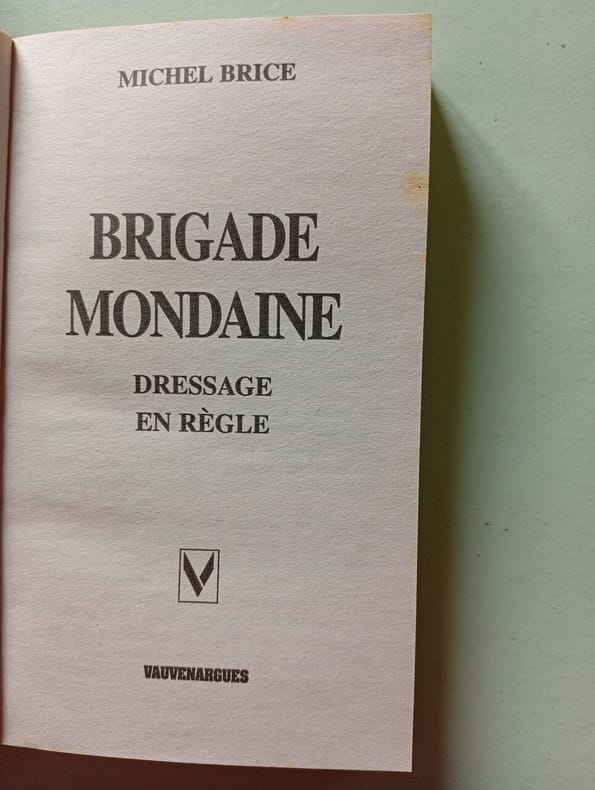 MICHEL BRICE
BRIGADE
MONDAINE
DRESSAGE
EN RÈGLE
V
VAUVENARGUES